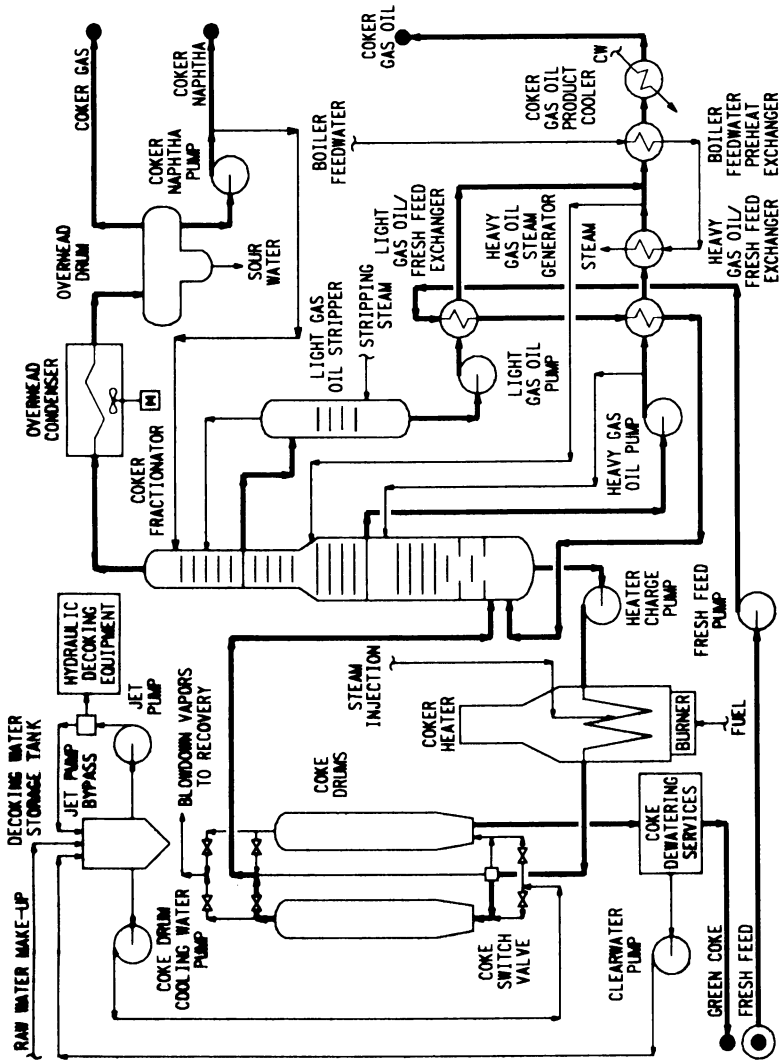 RAW WATER MAKE-UP
DECOKING WATER
STORAGE TANK
JET PUMP
BYPASS
HYDRAULIC
DECOKING
EQUIPMENT
JET PUMP
COKE DRUM
COOLING WATER
PUMP
BLOWDOWN VAPORS
TO RECOVERY
COKE
DRUMS
COKE
SWITCH
VALVE
CLEARWATER
PUMP
COKE
DEWATERING
SERVICES
GREEN COKE
FRESH FEED
STEAM
INJECTION
COKER
HEATER
BURNER
FUEL
HEATER
CHARGE
PUMP
FRESH FEED
PUMP
COKER
FRACTIONATOR
OVERHEAD
CONDENSER
M
OVERHEAD
DRUM
SOUR
WATER
COKER GAS
COKER
NAPHTHA
COKER
NAPHTHA
PUMP
LIGHT GAS
OIL STRIPPER
STRIPPING
STEAM
LIGHT GAS
OIL PUMP
HEAVY GAS
OIL PUMP
LIGHT
GAS OIL/
FRESH FEED
EXCHANGER
HEAVY
GAS OIL
STEAM
GENERATOR
STEAM
HEAVY
GAS OIL/
FRESH FEED
EXCHANGER
BOILER
FEEDWATER
BOILER
FEEDWATER
PREHEAT
EXCHANGER
COKER
GAS OIL
PRODUCT
COOLER
CW
COKER
GAS OIL